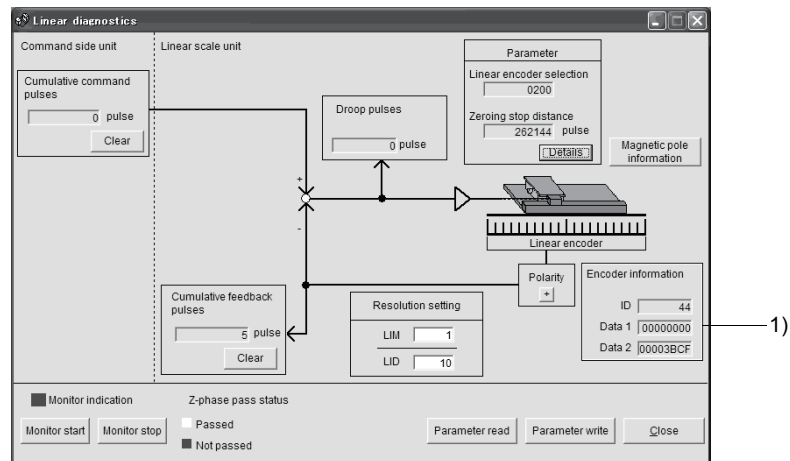 Linear diagnostics
Command side unit
Linear scale unit
Cumulative command
pulses
0 pulse
Clear
Droop pulses
0 pulse
Parameter
Linear encoder selection
0200
Zeroing stop distance
262144 pulse
Details
Magnetic pole
information
+
-
Linear encoder
Polarity
+
Encoder information
ID 44
Data 1 00000000
Data 2 00003BCF
1)
Cumulative feedback
pulses
5 pulse
Clear
Resolution setting
LIM 1
LID 10
Monitor indication
Z-phase pass status
Passed
Not passed
Monitor start
Monitor stop
Parameter read
Parameter write
Close